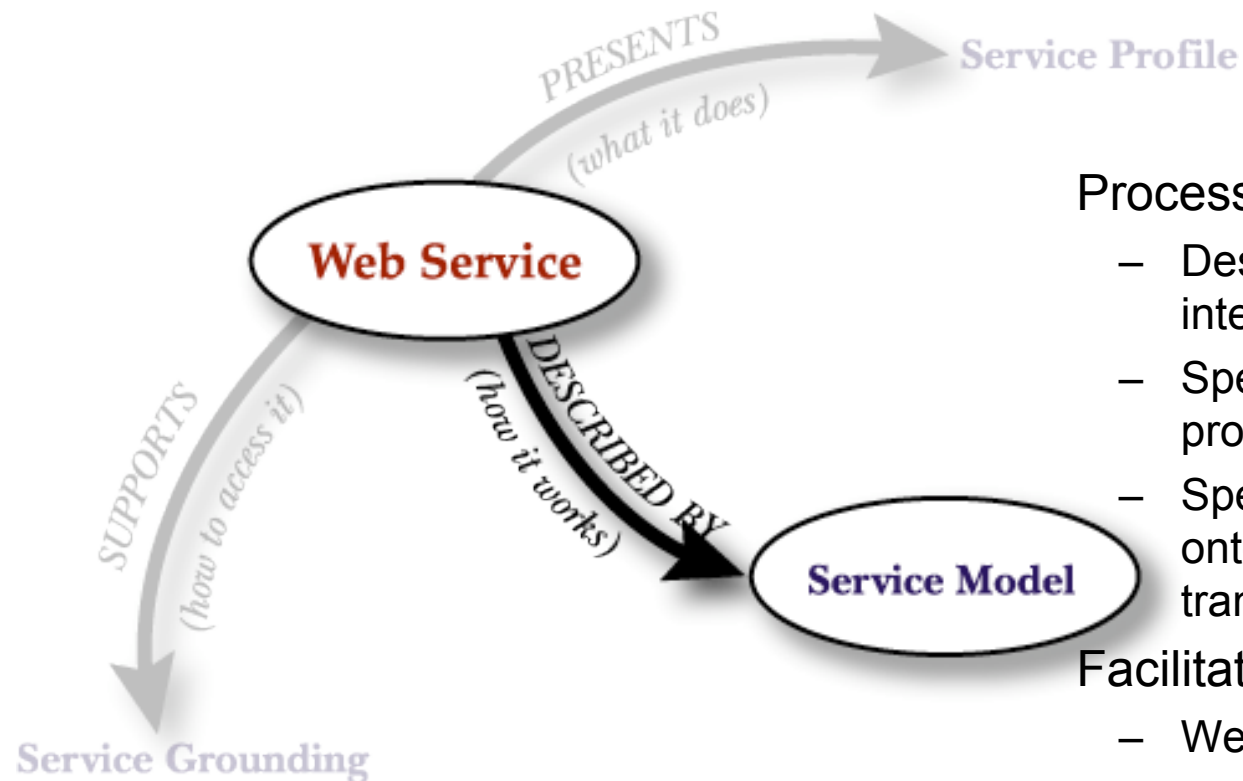 PRESENTS
(what it does)
Service Profile
Web Service
DESCRIBED BY
(how it works)
SUPPORTS
(how to access it)
Service Model
Service Grounding
Process
– Des
inte
– Spe
pro
– Spe
ont
tran
Facilitat
– We